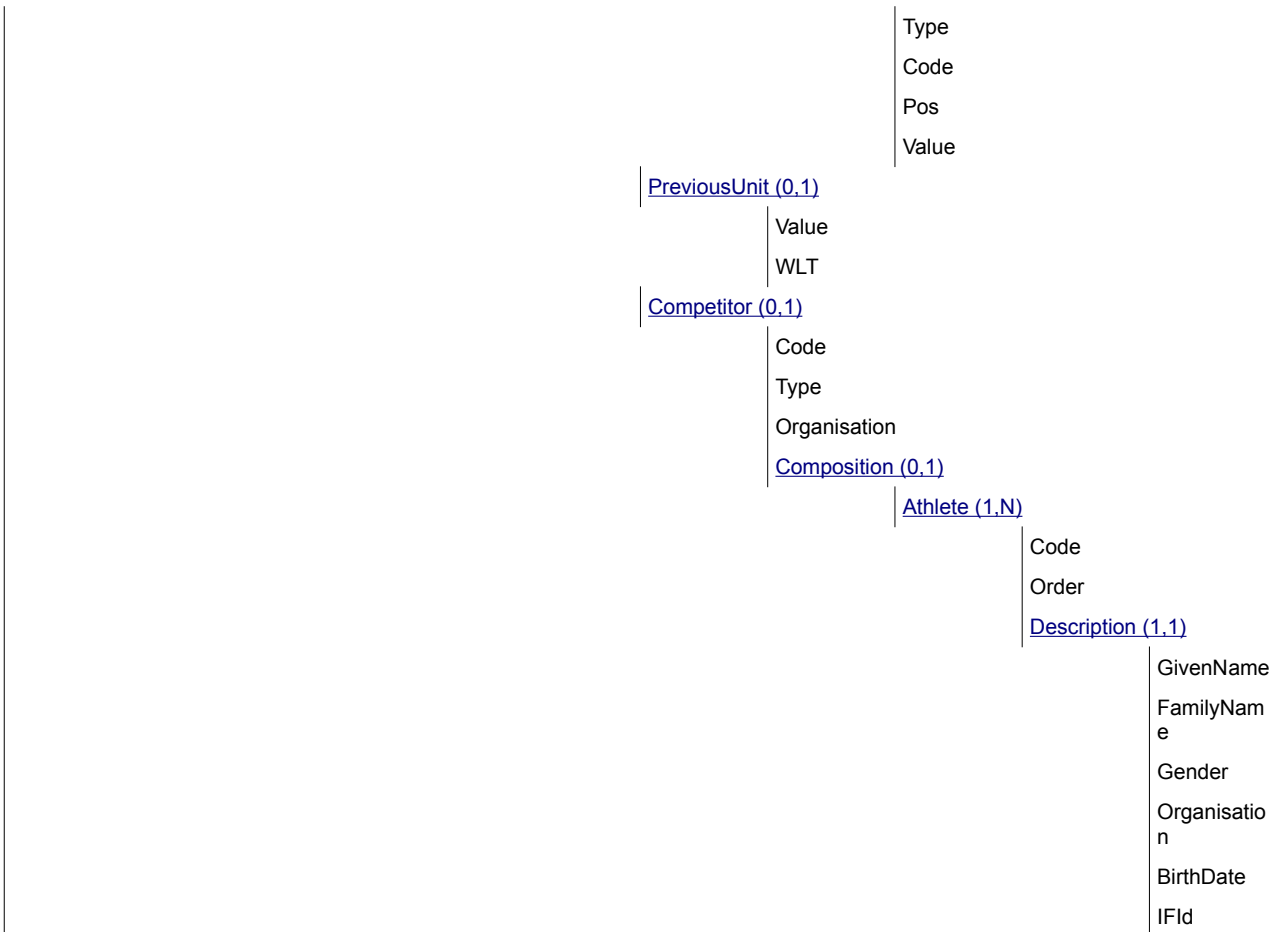 Type
Code
Pos
Value
PreviousUnit (0,1)
Value
WLT
Competitor (0,1)
Code
Type
Organisation
Composition (0,1)
Athlete (1,N)
Code
Order
Description (1,1)
GivenName
FamilyNam
e
Gender
Organisatio
n
BirthDate
IFId